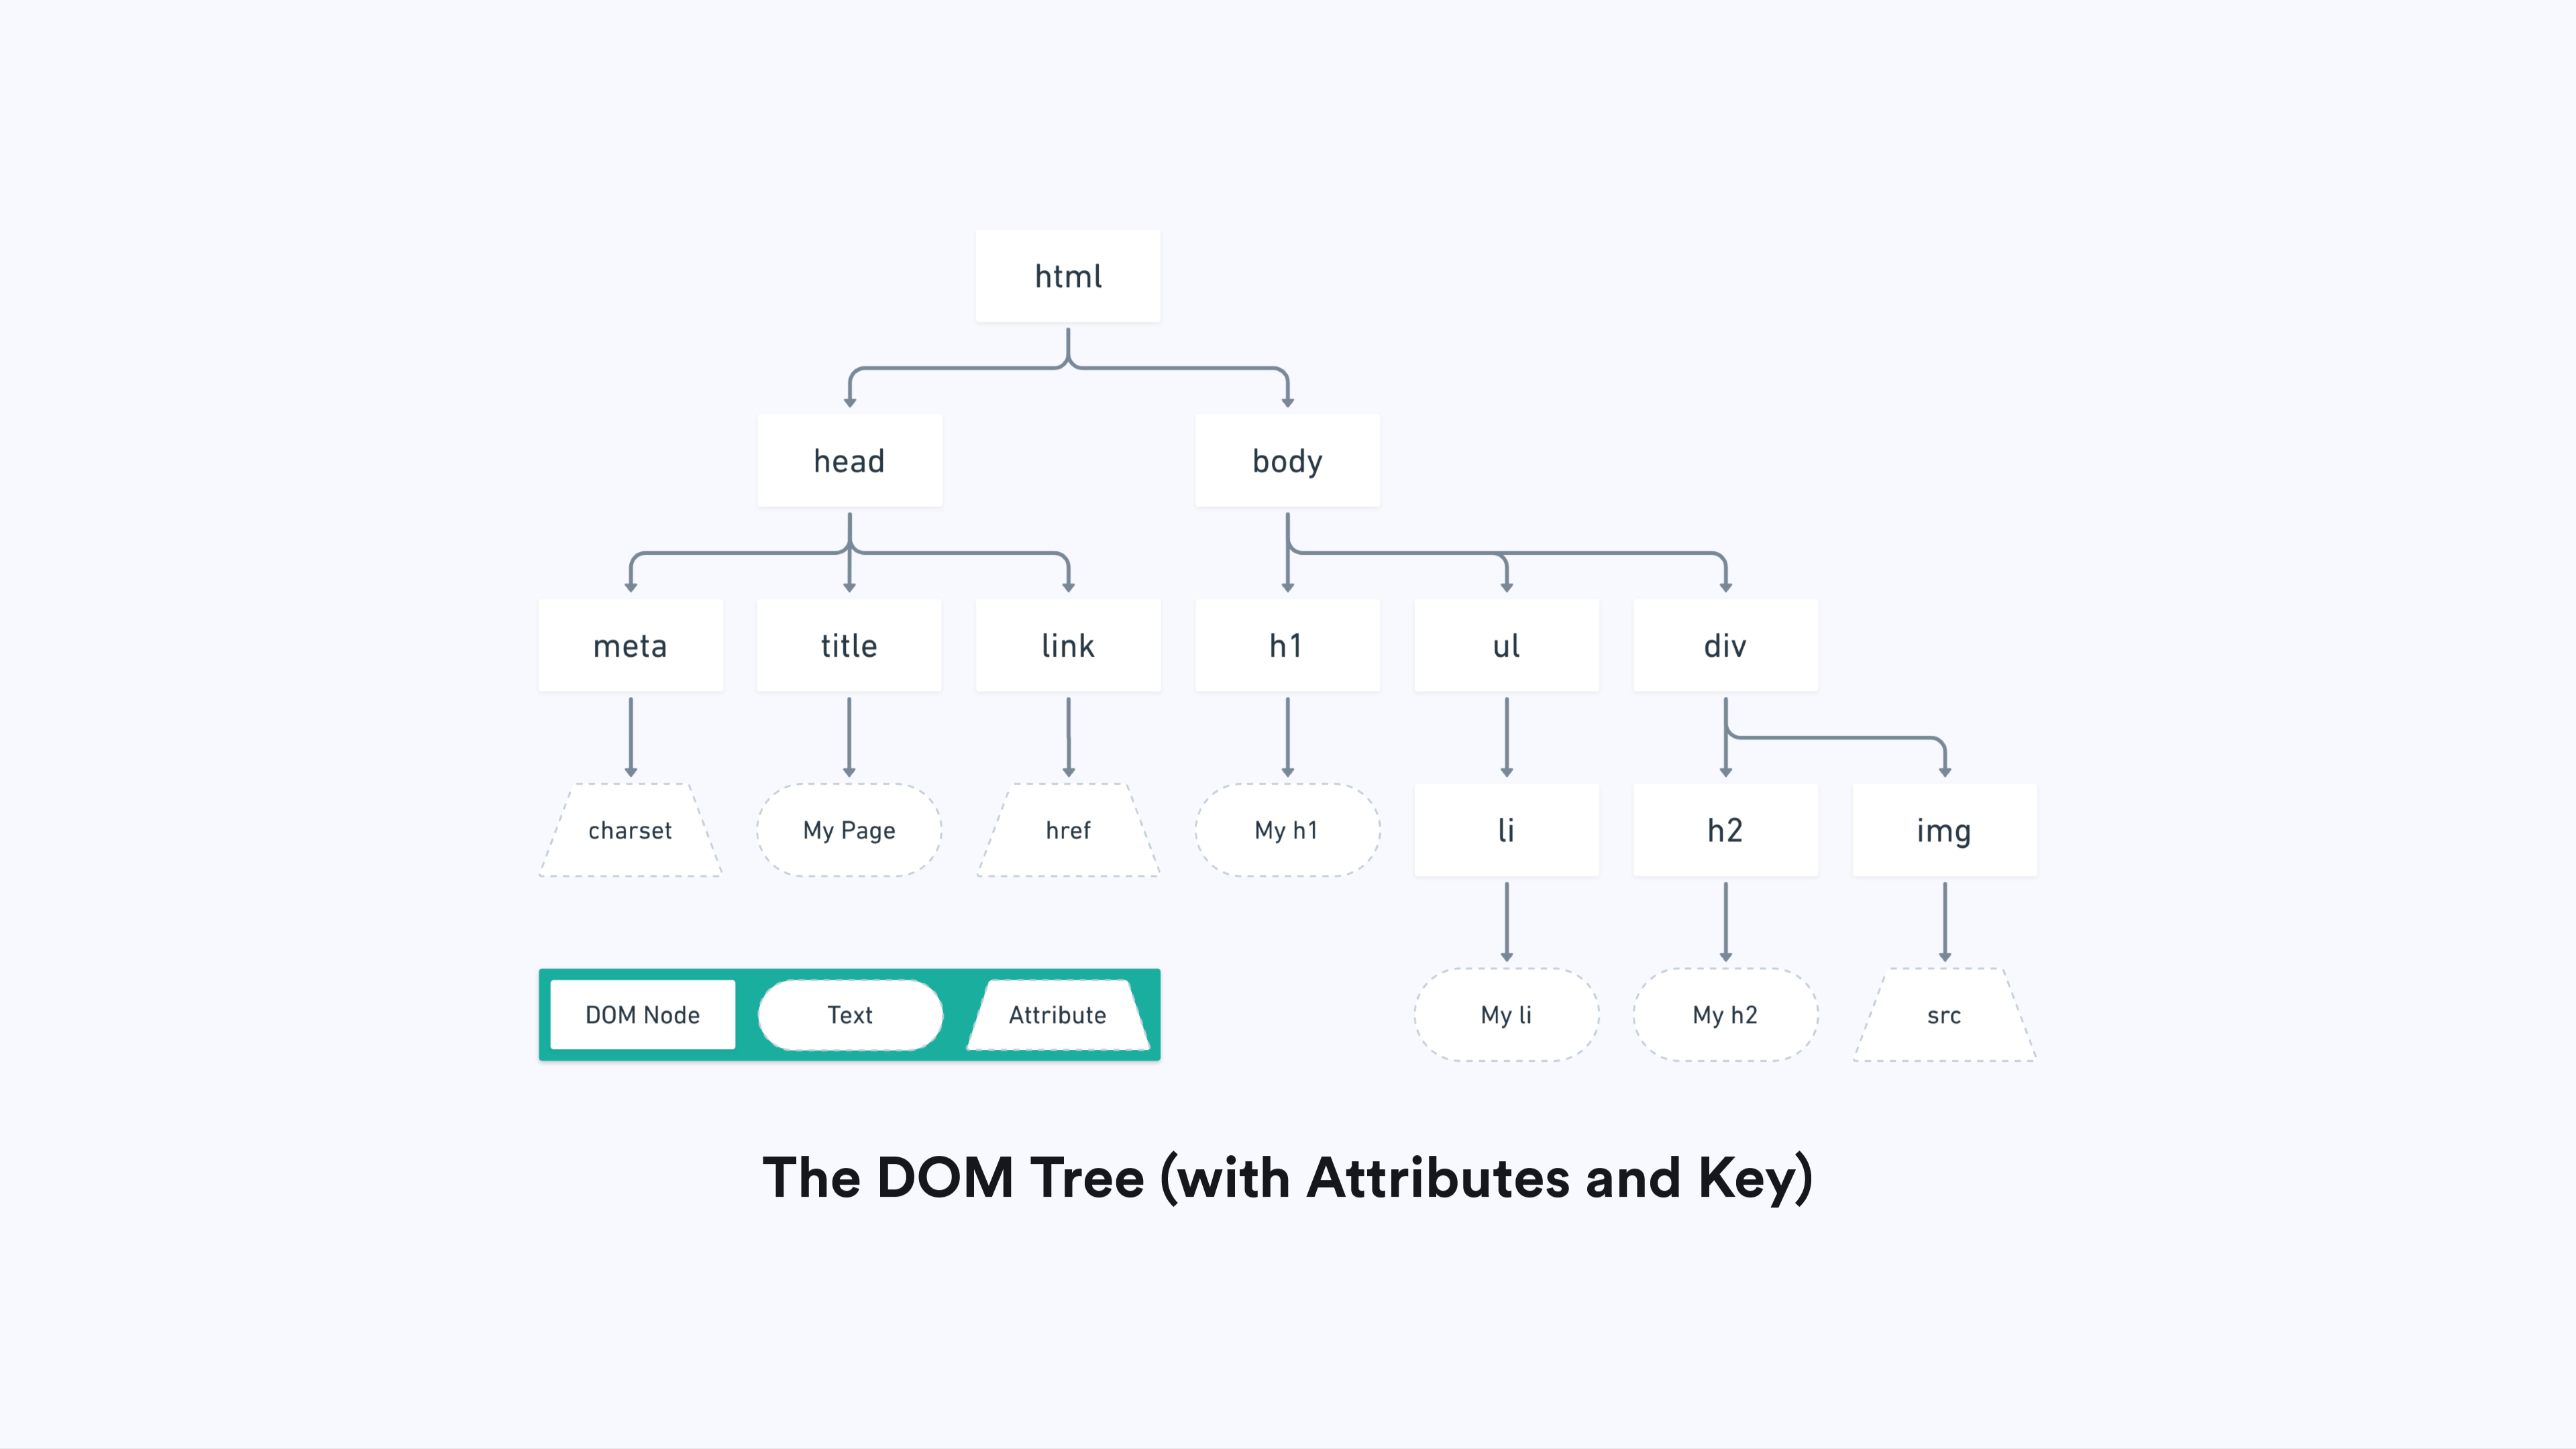 html
head
body
meta
title
link
h1
ul
div
charset
My Page
href
My h1
li
h2
img
DOM Node
Text
Attribute
My li
My h2
src
The DOM Tree (with Attributes and Key)